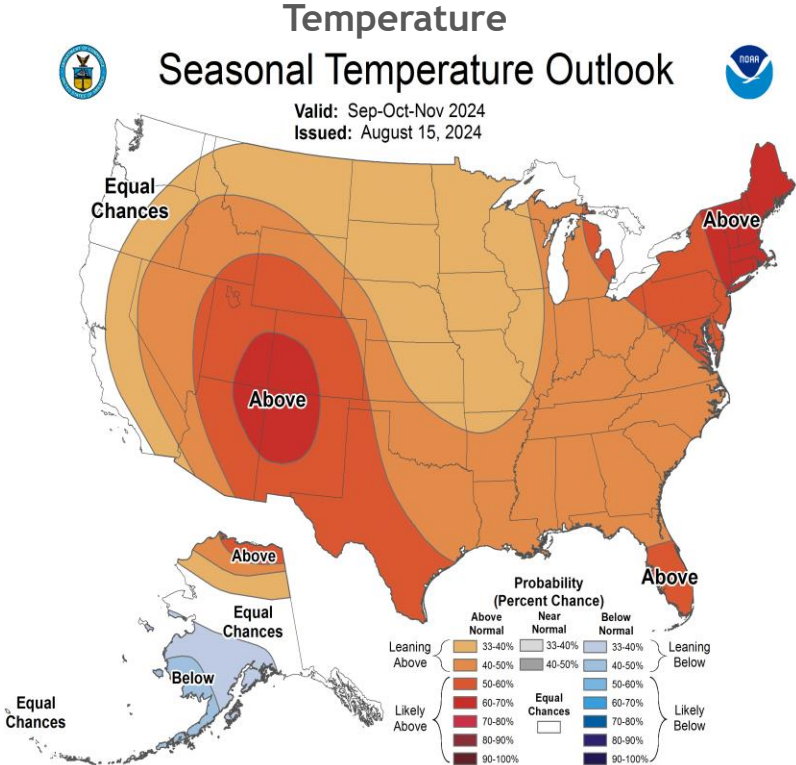 Temperature
Seasonal Temperature Outlook
NOAA
Valid: Sep-Oct-Nov 2024
Issued: August 15, 2024
Equal
Chances
Above
Above
Above
Above
Equal
Chances
Below
Equal
Chances
Probability
(Percent Chance)
Above
Normal
Near
Normal
Below
Normal
Leaning
Above
33-40%
33-40%
33-40%
Leaning
Below
40-50%
40-50%
40-50%
Likely
Above
50-60%
60-70%
70-80%
80-90%
90-100%
Equal
Chances
50-60%
60-70%
70-80%
80-90%
90-100%
Likely
Below